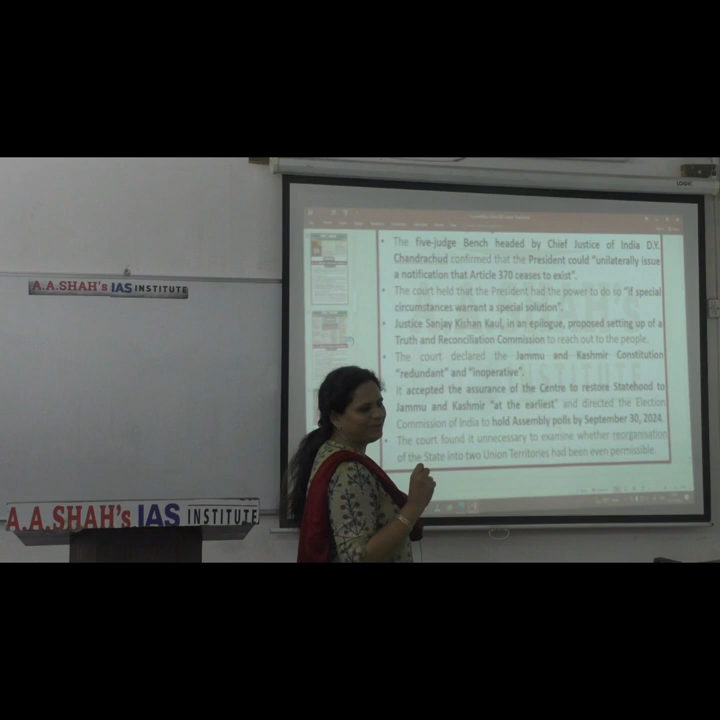 LOGIC
• The five-judge Bench headed by Chief Justice of India D.Y.
Chandrachud confirmed that the President could "unilaterally issue
a notification that Article 370 ceases to exist".
• The court held that the President had the power to do so "if special
circumstances warrant a special solution".
• Justice Sanjay Kishan Kaul, in an epilogue, proposed setting up of a
Truth and Reconciliation Commission to reach out to the people.
• The court declared the Jammu and Kashmir Constitution
"redundant" and "inoperative".
It accepted the assurance of the Centre to restore Statehood to
Jammu and Kashmir "at the earliest" and directed the Election
Commission of India to hold Assembly polls by September 30, 2024.
• The court found it unnecessary to examine whether reorganisation
of the State into two Union Territories had been even permissible.
A.A.SHAH's IAS INSTITUTE
A.A.SHAH's IAS INSTITUTE